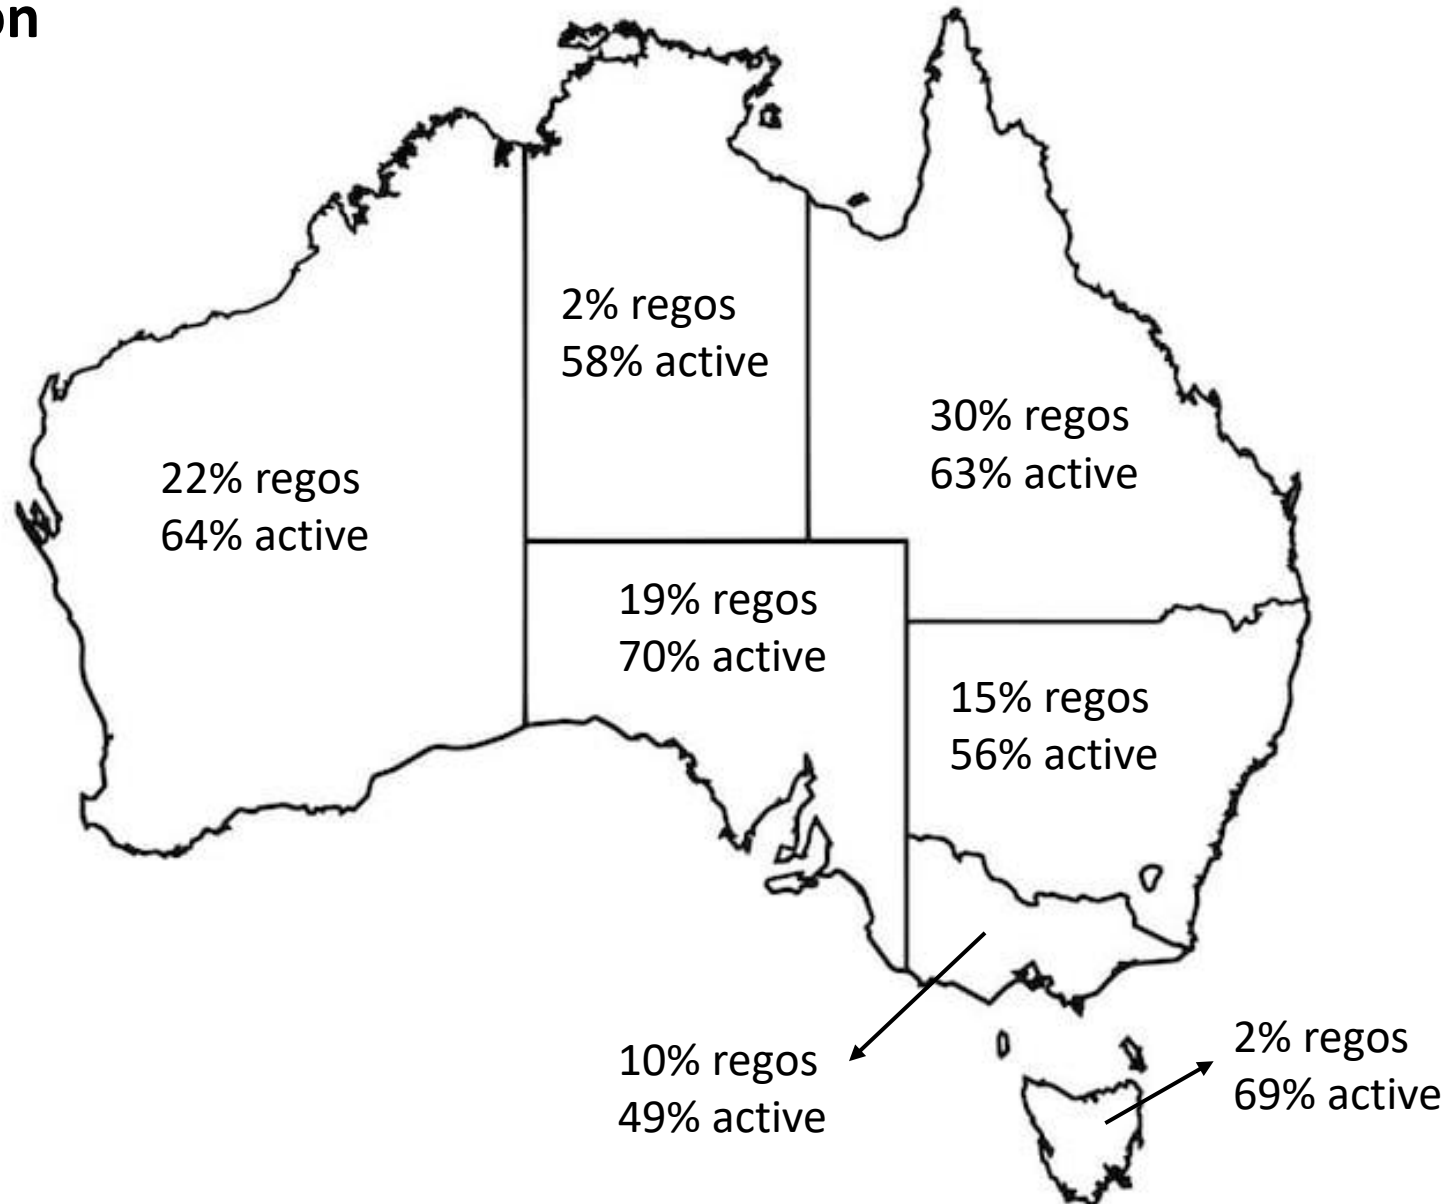 on
2% regos
58% active
30% regos
63% active
22% regos
64% active
19% regos
70% active
15% regos
56% active
10% regos
49% active
2% regos
69% active